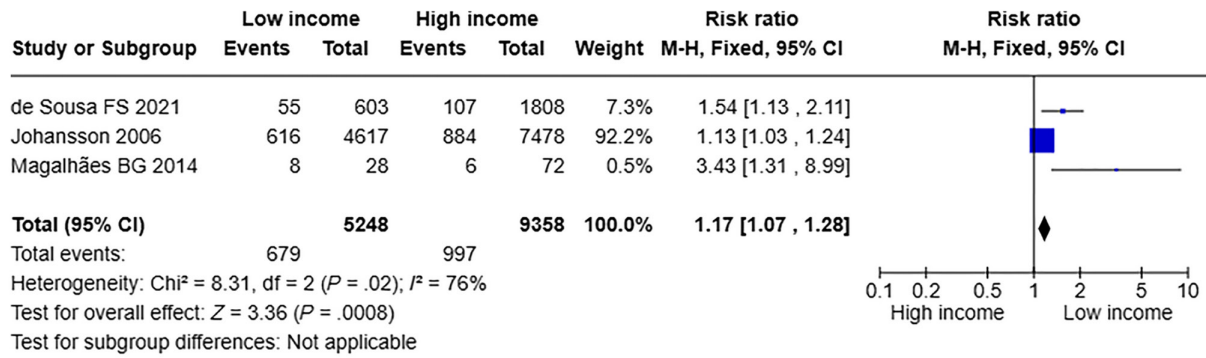 Low income High income Risk ratio Risk ratio
Study or Subgroup Events Total Events Total Weight M-H, Fixed, 95% CI M-H, Fixed, 95% CI
de Sousa FS 2021 55 603 107 1808 7.3% 1.54 [1.13 , 2.11]
Johansson 2006 616 4617 884 7478 92.2% 1.13 [1.03 , 1.24]
Magalhães BG 2014 8 28 6 72 0.5% 3.43 [1.31 , 8.99]
Total (95% CI) 5248 9358 100.0% 1.17 [1.07 , 1.28]
Total events: 679 997
Heterogeneity: Chi² = 8.31, df = 2 (P = .02); I² = 76%
Test for overall effect: Z = 3.36 (P = .0008)
Test for subgroup differences: Not applicable
0.1 0.2 0.5 1 2 5 10
High income Low income